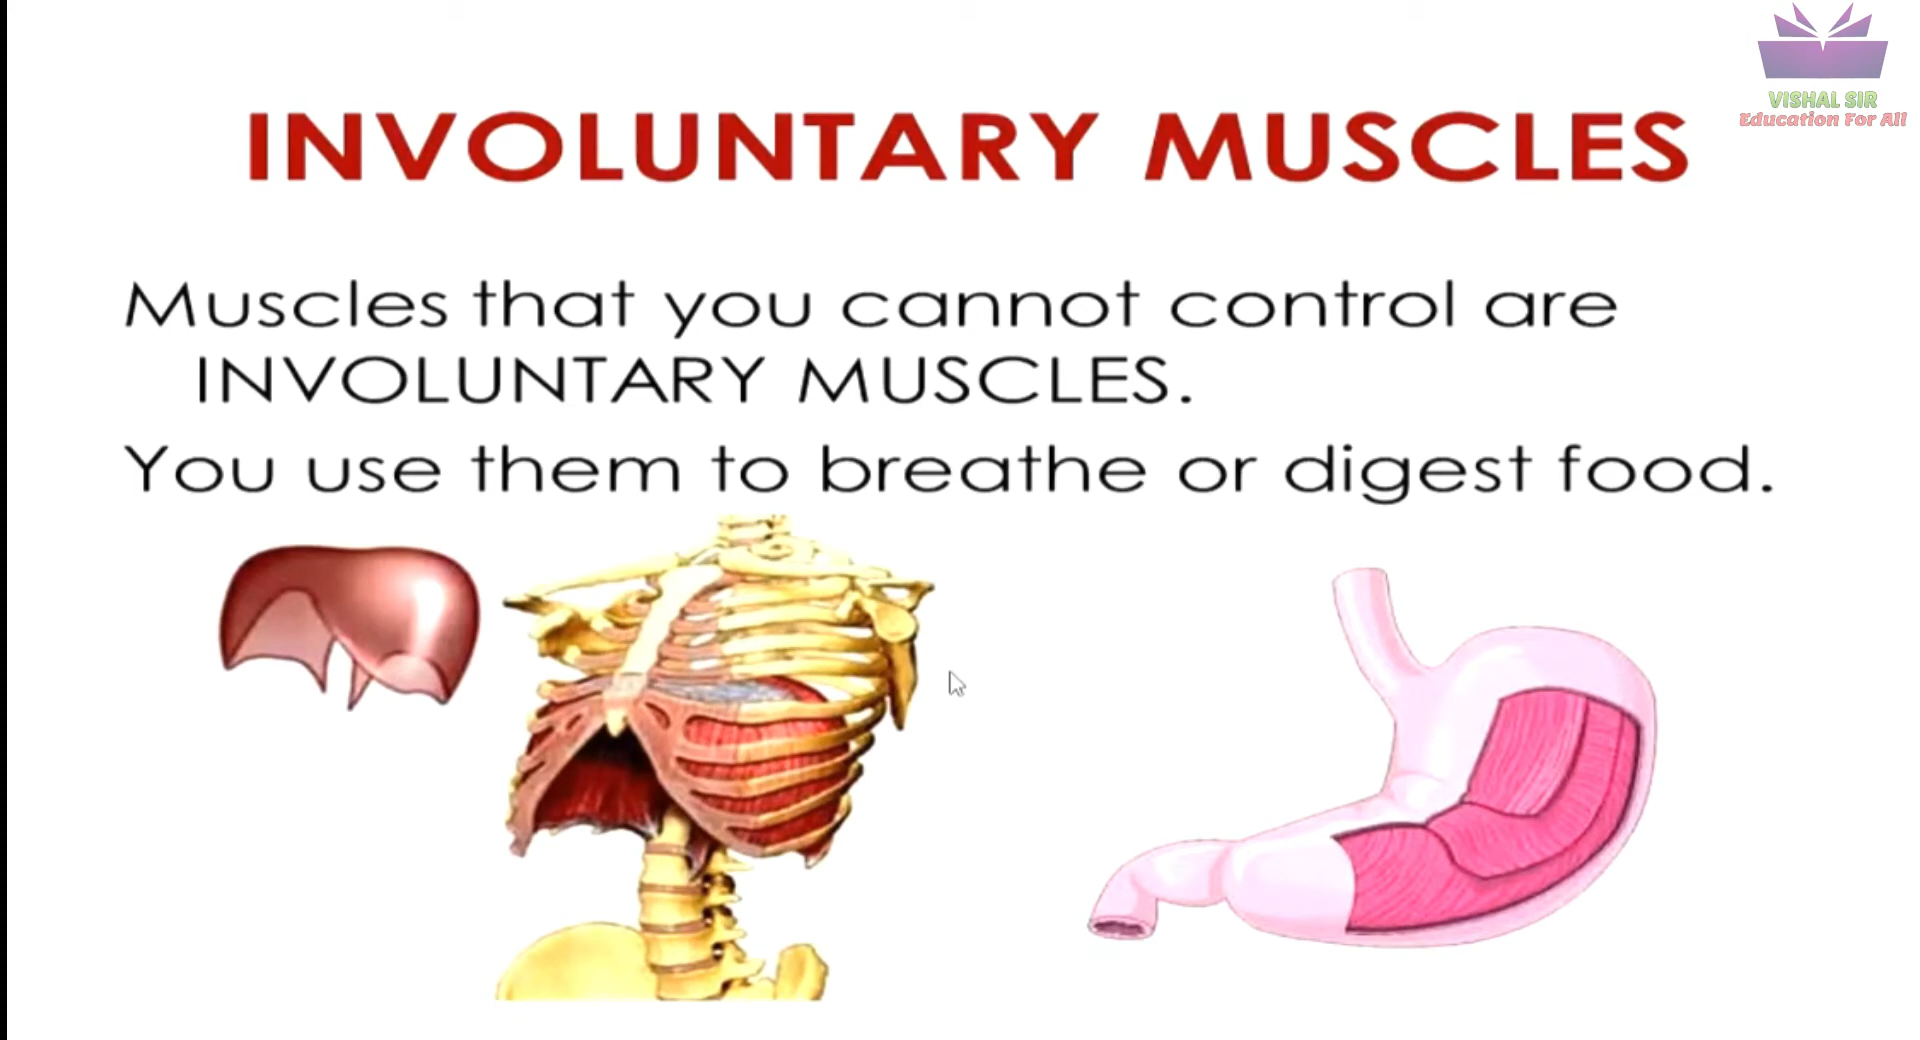 VISHAL SIR
Education For All
INVOLUNTARY MUSCLES
Muscles that you cannot control are
INVOLUNTARY MUSCLES.
You use them to breathe or digest food.